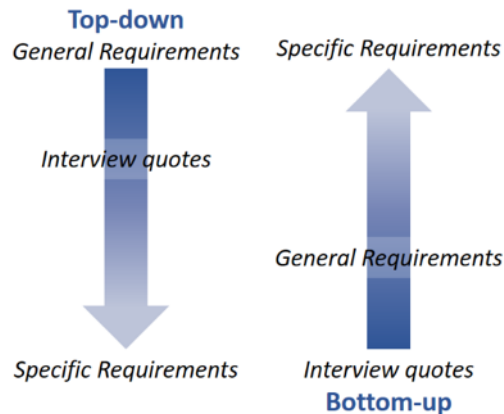 Top-down
General Requirements
Interview quotes
Specific Requirements
Specific Requirements
General Requirements
Interview quotes
Bottom-up